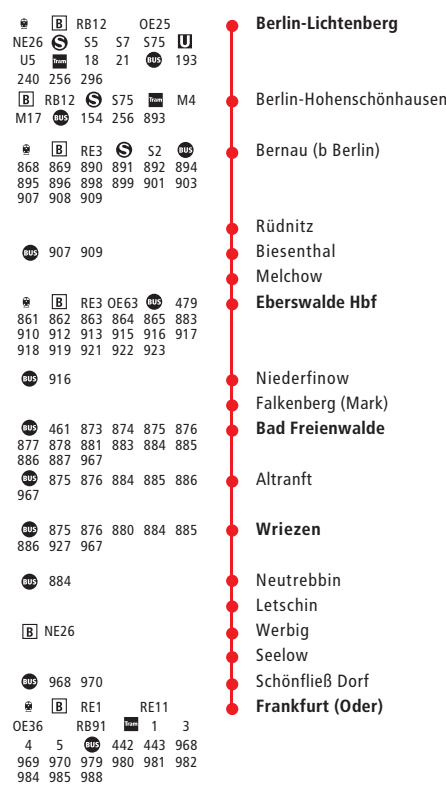 B RB12 OE25 Berlin-Lichtenberg
NE26 S S5 S7 S75 U
U5 Tram 18 21 BUS 193
240 256 296
B RB12 S S75 Tram M4 Berlin-Hohenschönhausen
M17 BUS 154 256 893
B RE3 S S2 BUS Bernau (b Berlin)
868 869 890 891 892 894
895 896 898 899 901 903
907 908 909
Rüdnitz
BUS 907 909 Biesenthal
Melchow
B RE3 OE63 BUS 479 Eberswalde Hbf
861 862 863 864 865 883
910 912 913 915 916 917
918 919 921 922 923
BUS 916 Niederfinow
Falkenberg (Mark)
BUS 461 873 874 875 876 Bad Freienwalde
877 878 881 883 884 885
886 887 967
BUS 875 876 884 885 886 Altranft
967
BUS 875 876 880 884 885 Wriezen
886 927 967
BUS 884 Neutrebbin
Letschin
B NE26 Werbig
Seelow
BUS 968 970 Schönfließ Dorf
B RE1 RE11 Frankfurt (Oder)
OE36 RB91 Tram 1 3
4 5 BUS 442 443 968
969 970 979 980 981 982
984 985 988